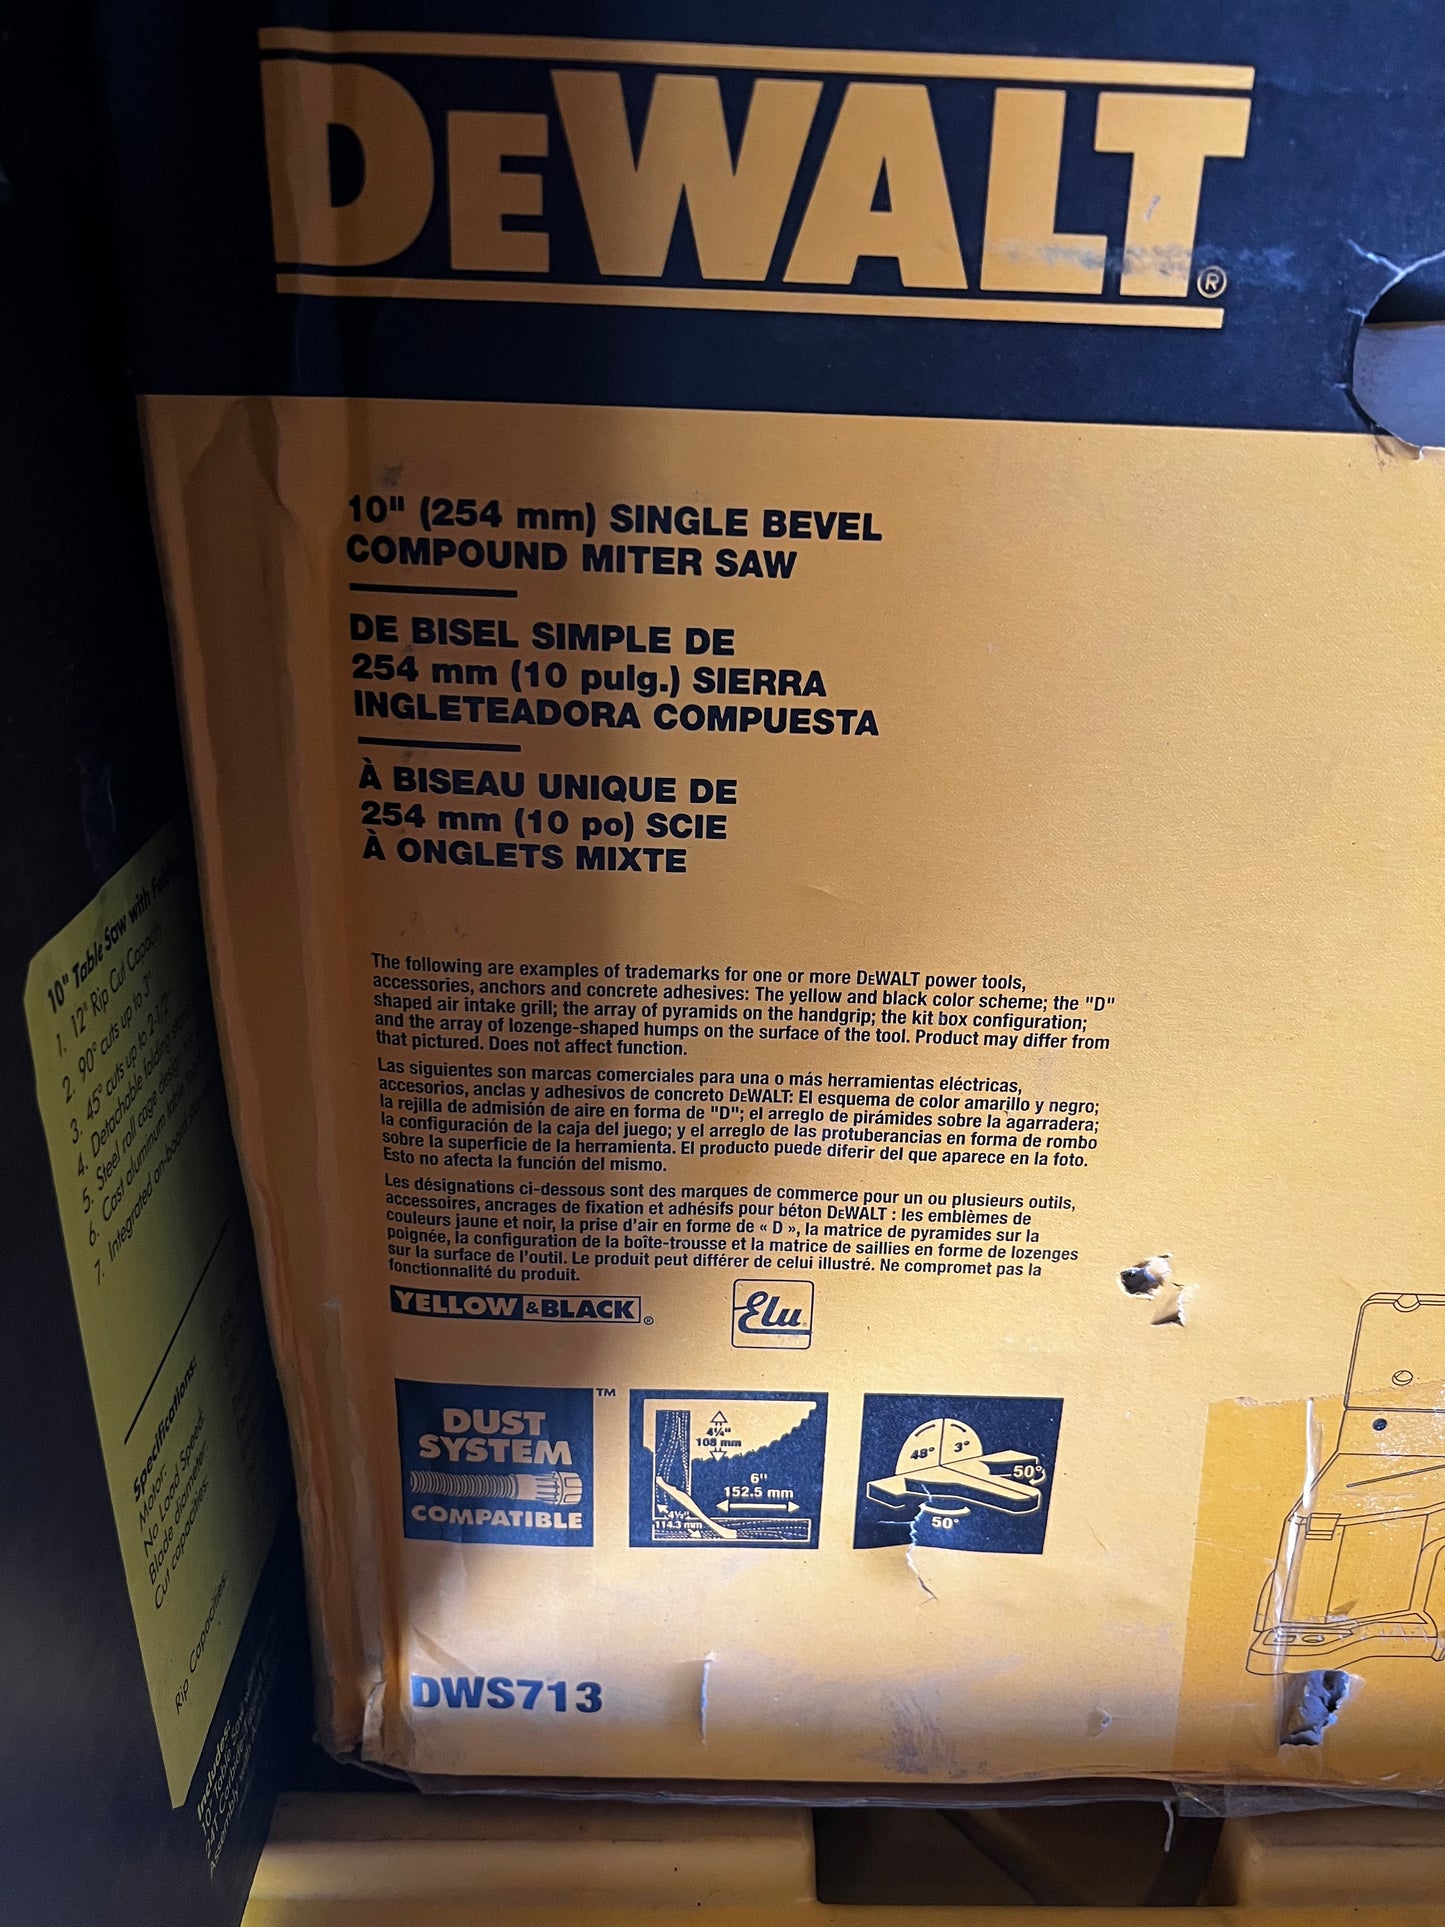 DEWALT®
10" (254 mm) SINGLE BEVEL
COMPOUND MITER SAW
DE BISEL SIMPLE DE
254 mm (10 pulg.) SIERRA
INGLETEADORA COMPUESTA
À BISEAU UNIQUE DE
254 mm (10 po) SCIE
À ONGLETS MIXTE
The following are examples of trademarks for one or more DEWALT power tools,
accessories, anchors and concrete adhesives: The yellow and black color scheme; the "D"
shaped air intake grill; the array of pyramids on the handgrip; the kit box configuration;
and the array of lozenge-shaped humps on the surface of the tool. Product may differ from
that pictured. Does not affect function.
Las siguientes son marcas comerciales para una o más herramientas eléctricas,
accesorios, anclas y adhesivos de concreto DEWALT: El esquema de color amarillo y negro;
la rejilla de admisión de aire en forma de "D"; el arreglo de pirámides sobre la agarradera;
la configuración de la caja del juego; y el arreglo de las protuberancias en forma de rombo
sobre la superficie de la herramienta. El producto puede diferir del que aparece en la foto.
Esto no afecta la función del mismo.
Les désignations ci-dessous sont des marques de commerce pour un ou plusieurs outils,
accessoires, ancrages de fixation et adhésifs pour béton DEWALT : les emblèmes de
couleurs jaune et noir, la prise d'air en forme de « D », la matrice de pyramides sur la
poignée, la configuration de la boîte-trousse et la matrice de saillies en forme de lozenges
sur la surface de l'outil. Le produit peut différer de celui illustré. Ne compromet pas la
fonctionnalité du produit.
YELLOW & BLACK®
Elu
DUST
SYSTEM
COMPATIBLE
™
4¼"
108 mm
6"
152.5 mm
4½"
114.3 mm
48° 3°
50°
50°
DWS713
10" Table Saw with
1. 12" Rip Cut Capacity
2. 90° cuts up to 3"
3. 45° cuts up to 2-1/2"
4. Detachable folding stand
5. Steel roll cage design
6. Cast aluminum table top
7. Integrated on-board
Specifications:
Motor:
No Load Speed:
Blade diameter:
Cut capacities:
Rip Capacities:
Includes:
10" Table Saw
24T Carbide
Assembly